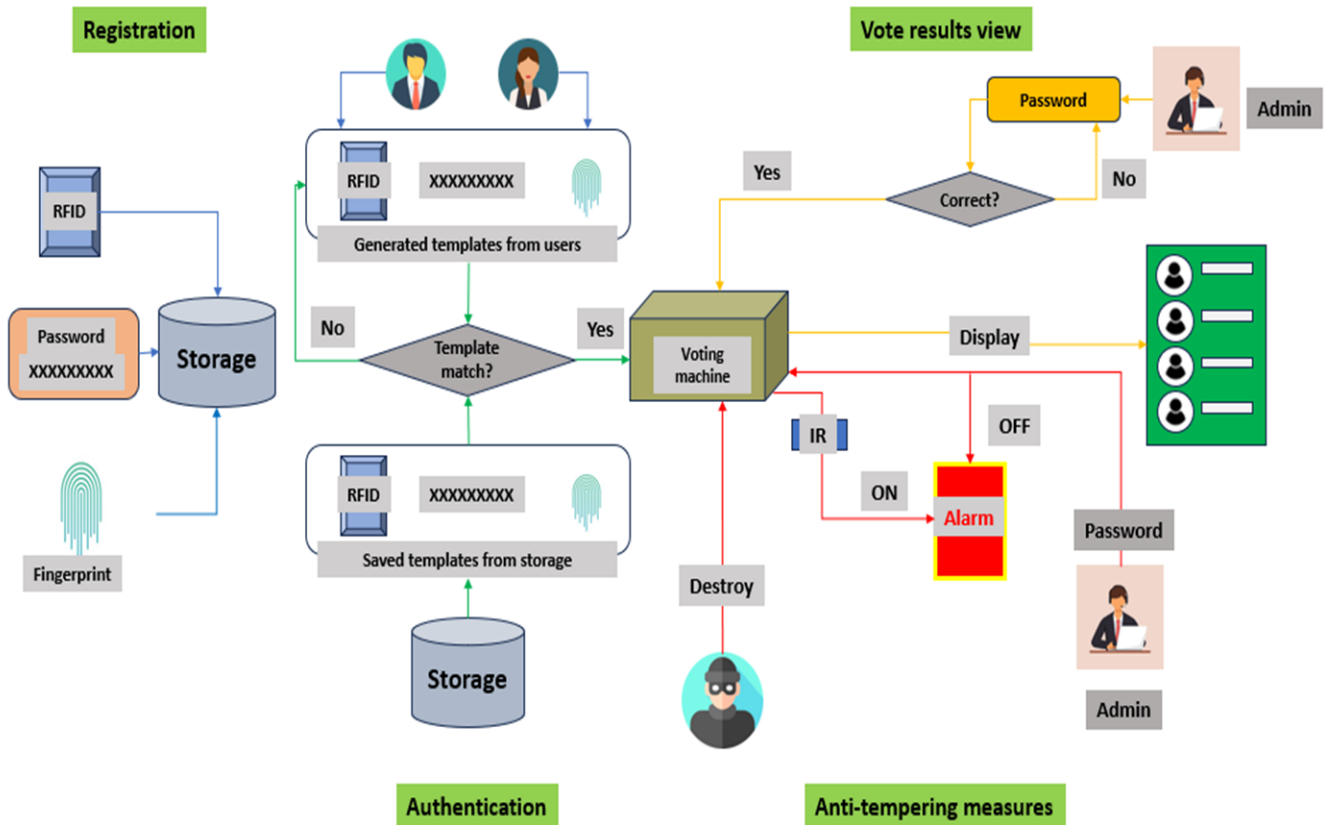 Registration
Vote results view
Password
Admin
RFID
XXXXXXXXX
Yes
No
RFID
Correct?
Generated templates from users
No
Yes
Password
XXXXXXXXX
Storage
Template
match?
Voting
machine
Display
IR
OFF
RFID
XXXXXXXXX
ON
Alarm
Saved templates from storage
Password
Fingerprint
Destroy
Storage
Admin
Authentication
Anti-tempering measures